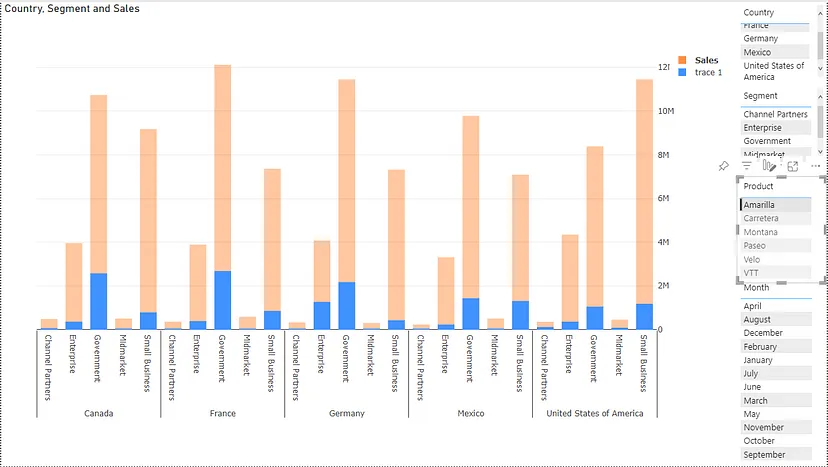 Country, Segment and Sales
12M
10M
8M
6M
4M
2M
0
Sales
trace 1
Channel Partners
Enterprise
Government
Midmarket
Small Business
Channel Partners
Enterprise
Government
Midmarket
Small Business
Channel Partners
Enterprise
Government
Midmarket
Small Business
Channel Partners
Enterprise
Government
Midmarket
Small Business
Channel Partners
Enterprise
Government
Midmarket
Small Business
Canada
France
Germany
Mexico
United States of America
Country
France
Germany
Mexico
United States of
America
Segment
Channel Partners
Enterprise
Government
Midmarket
Product
Amarilla
Carretera
Montana
Paseo
Velo
VTT
Month
April
August
December
February
January
July
June
March
May
November
October
September